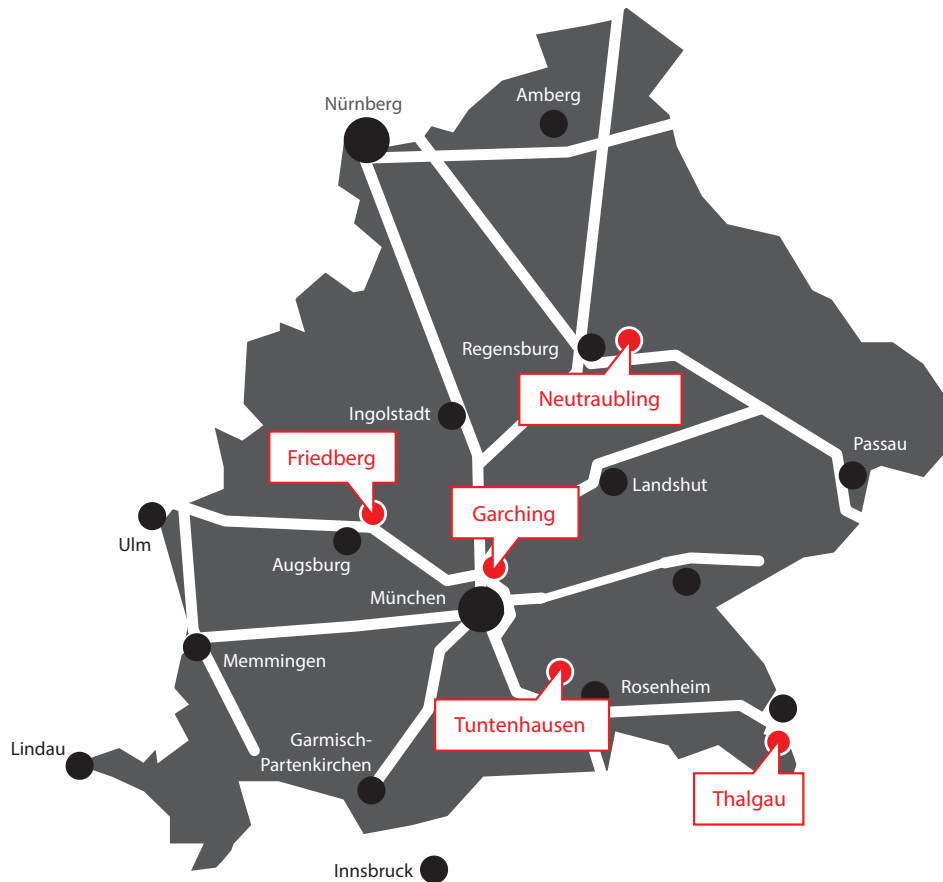 Amberg
Nürnberg
Regensburg
Neutraubling
Ingolstadt
Passau
Friedberg
Landshut
Garching
Ulm
Augsburg
München
Memmingen
Rosenheim
Tuntenhausen
Garmisch-
Partenkirchen
Lindau
Thalgau
Innsbruck